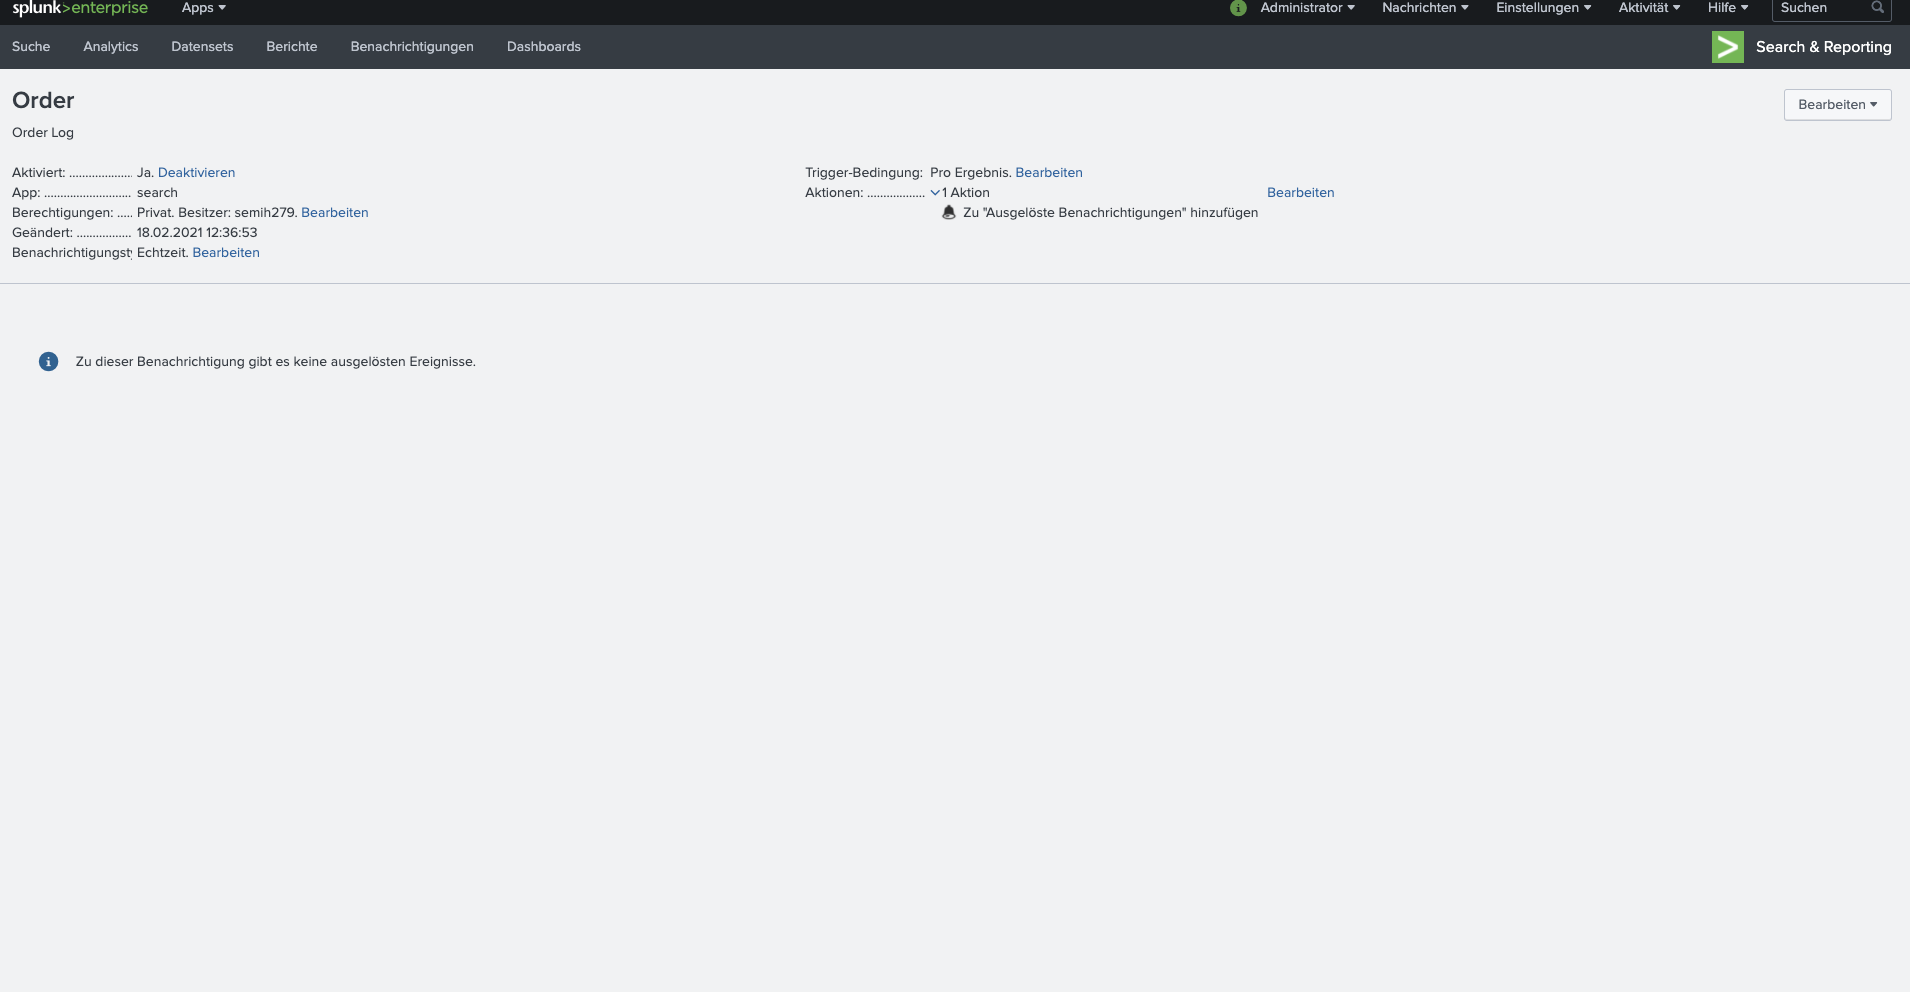 splunk>enterprise Apps Administrator Nachrichten Einstellungen Aktivität Hilfe Suchen
Suche Analytics Datensets Berichte Benachrichtigungen Dashboards Search & Reporting
Order Bearbeiten
Order Log
Aktiviert: ................... Ja. Deaktivieren
App: ........................... search
Berechtigungen: ..... Privat. Besitzer: semih279. Bearbeiten
Geändert: ................. 18.02.2021 12:36:53
Benachrichtigungsty Echtzeit. Bearbeiten
Trigger-Bedingung: Pro Ergebnis. Bearbeiten
Aktionen: .................. 1 Aktion Bearbeiten
Zu "Ausgelöste Benachrichtigungen" hinzufügen
Zu dieser Benachrichtigung gibt es keine ausgelösten Ereignisse.